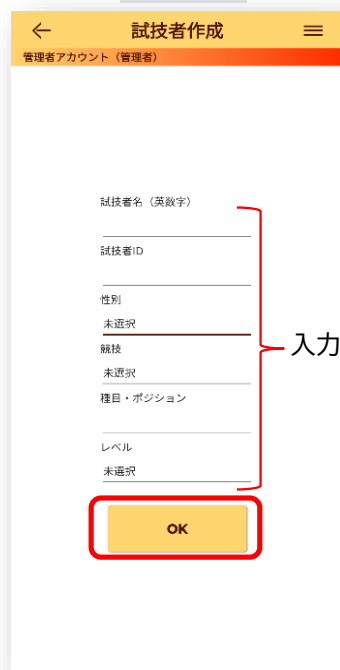 試技者作成
管理者アカウント（管理者）
試技者名（英数字）
試技者ID
性別
未選択
競技
未選択
種目・ポジション
レベル
未選択
入力
OK